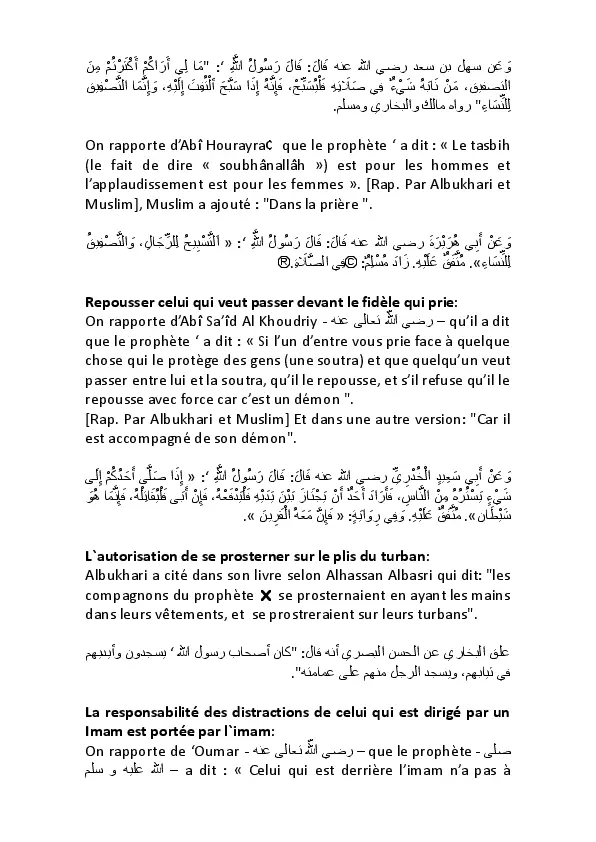 وَعَن سهل بن سعد رضي الله عنه قَالَ: قَالَ رَسُولُ اللَّهِ ‘: "مَا لِي أَرَاكُمْ أَكْثَرْتُمْ مِنَ
التصفيق، مَنْ نَابَهُ شَيْءٌ فِي صَلَاتِهِ فَلْيُسَبِّحْ، فَإِنَّهُ إِذَا سَبَّحَ اُلْتُفِتَ إِلَيْهِ، وَإِنَّمَا التَّصْفِيق
لِلنِّسَاءِ" رواه مالك والبخاري ومسلم.
On rapporte d’Abî Hourayra¢ que le prophète ‘ a dit : « Le tasbih
(le fait de dire « soubhânallâh ») est pour les hommes et
l’applaudissement est pour les femmes ». [Rap. Par Albukhari et
Muslim], Muslim a ajouté : "Dans la prière ".
وَعَنْ أَبِي هُرَيْرَةَ رضي الله عنه قَالَ: قَالَ رَسُولُ اللَّهِ ‘: « اَلتَّسْبِيحُ لِلرِّجَالِ، وَالتَّصْفِيقُ
لِلنِّسَاءِ». مُتَّفَقٌ عَلَيْهِ. زَادَ مُسْلِمٌ: ©فِي الصَّلَاةِ.®
Repousser celui qui veut passer devant le fidèle qui prie:
On rapporte d’Abî Sa’îd Al Khoudriy - رضي الله تعالى عنه – qu’il a dit
que le prophète ‘ a dit : « Si l’un d’entre vous prie face à quelque
chose qui le protège des gens (une soutra) et que quelqu’un veut
passer entre lui et la soutra, qu’il le repousse, et s’il refuse qu’il le
repousse avec force car c’est un démon ".
[Rap. Par Albukhari et Muslim] Et dans une autre version: "Car il
est accompagné de son démon".
وَعَنْ أَبِي سَعِيدٍ الْخُدْرِيِّ رضي الله عنه قَالَ: قَالَ رَسُولُ اللَّهِ ‘: « إِذَا صَلَّى أَحَدُكُمْ إِلَى
شَيْءٍ يَسْتُرُهُ مِنْ النَّاسِ، فَأَرَادَ أَحَدٌ أَنْ يَجْتَازَ بَيْنَ يَدَيْهِ فَلْيَدْفَعْهُ، فَإِنْ أَبَى فَلْيُقَاتِلْهُ، فَإِنَّمَا هُوَ
شَيْطَان». مُتَّفَقٌ عَلَيْهِ. وَفِي رِوَايَةٍ: « فَإِنَّ مَعَهُ الْقَرِينَ ».
L`autorisation de se prosterner sur le plis du turban:
Albukhari a cité dans son livre selon Alhassan Albasri qui dit: "les
compagnons du prophète ✗ se prosternaient en ayant les mains
dans leurs vêtements, et se prostreraient sur leurs turbans".
علق البخاري عن الحسن البصري أنه قال: "كان أصحاب رسول الله ‘ يسجدون وأيديهم
في ثيابهم، ويسجد الرجل منهم على عمامته".
La responsabilité des distractions de celui qui est dirigé par un
Imam est portée par l`imam:
On rapporte de ‘Oumar - رضي الله تعالى عنه – que le prophète - صلى
الله عليه و سلم – a dit : « Celui qui est derrière l’imam n’a pas à